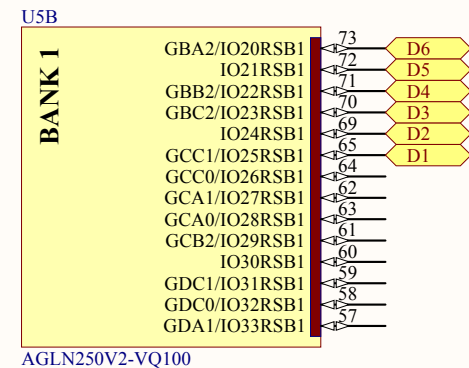 U5B
BANK 1
GBA2/IO20RSB1 73 D6
IO21RSB1 72 D5
GBB2/IO22RSB1 71 D4
GBC2/IO23RSB1 70 D3
IO24RSB1 69 D2
GCC1/IO25RSB1 65 D1
GCC0/IO26RSB1 64
GCA1/IO27RSB1 62
GCA0/IO28RSB1 63
GCB2/IO29RSB1 61
IO30RSB1 60
GDC1/IO31RSB1 59
GDC0/IO32RSB1 58
GDA1/IO33RSB1 57
AGLN250V2-VQ100